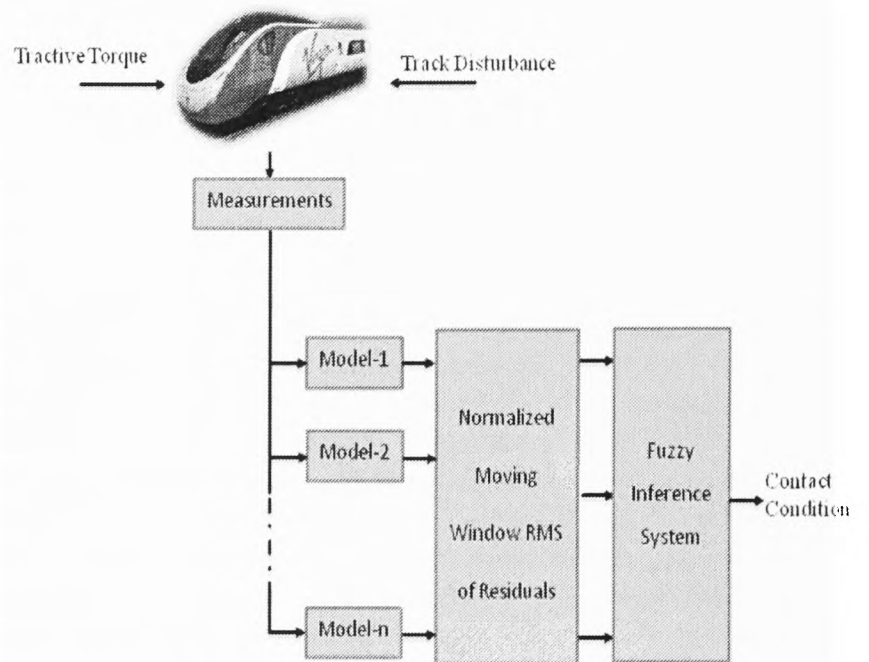 Tractive Torque
Track Disturbance
Measurements
Model-1
Model-2
Model-n
Normalized
Moving
Window RMS
of Residuals
Fuzzy
Inference
System
Contact
Condition